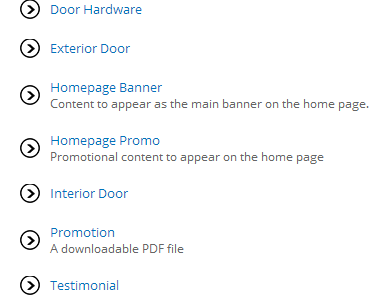 Door Hardware
Exterior Door
Homepage Banner
Content to appear as the main banner on the home page.
Homepage Promo
Promotional content to appear on the home page
Interior Door
Promotion
A downloadable PDF file
Testimonial